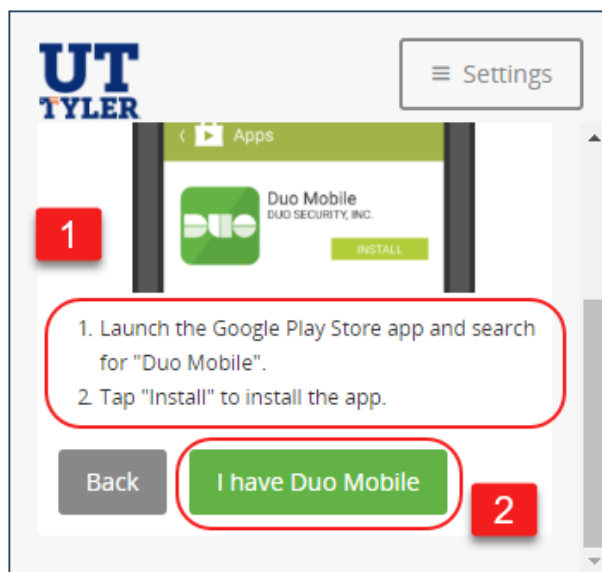 UT
TYLER
≡ Settings
Apps
Duo Mobile
DUO SECURITY, INC.
DUO
INSTALL
1
1. Launch the Google Play Store app and search
for "Duo Mobile".
2. Tap "Install" to install the app.
Back
I have Duo Mobile
2